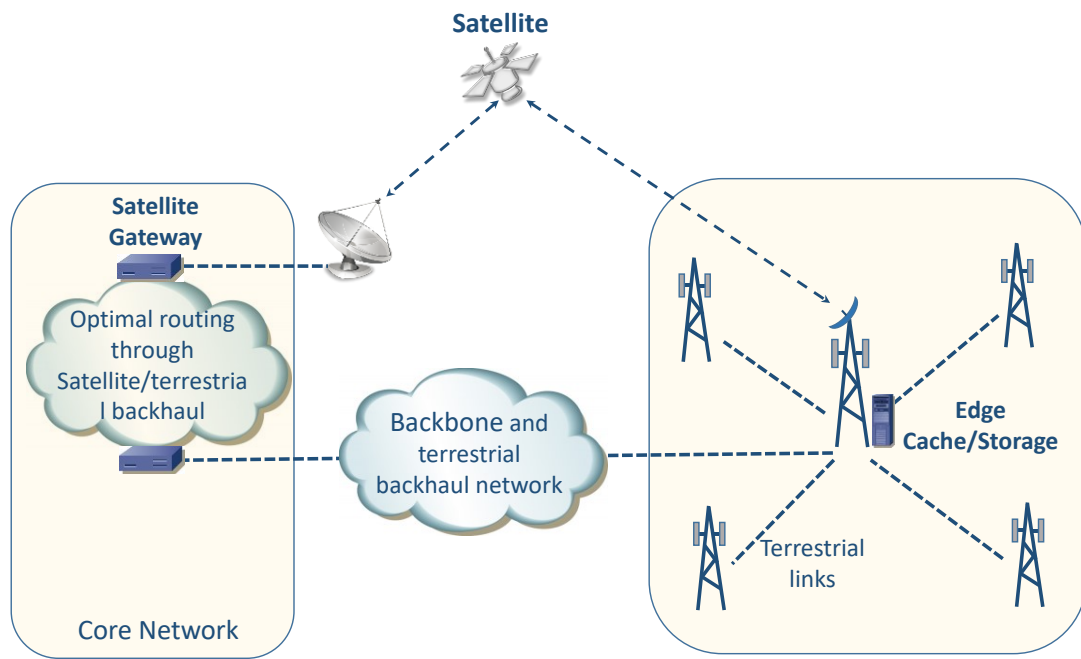 Satellite
Satellite
Gateway
Optimal routing
through
Satellite/terrestria
l backhaul
Backbone and
terrestrial
backhaul network
Edge
Cache/Storage
Terrestrial
links
Core Network